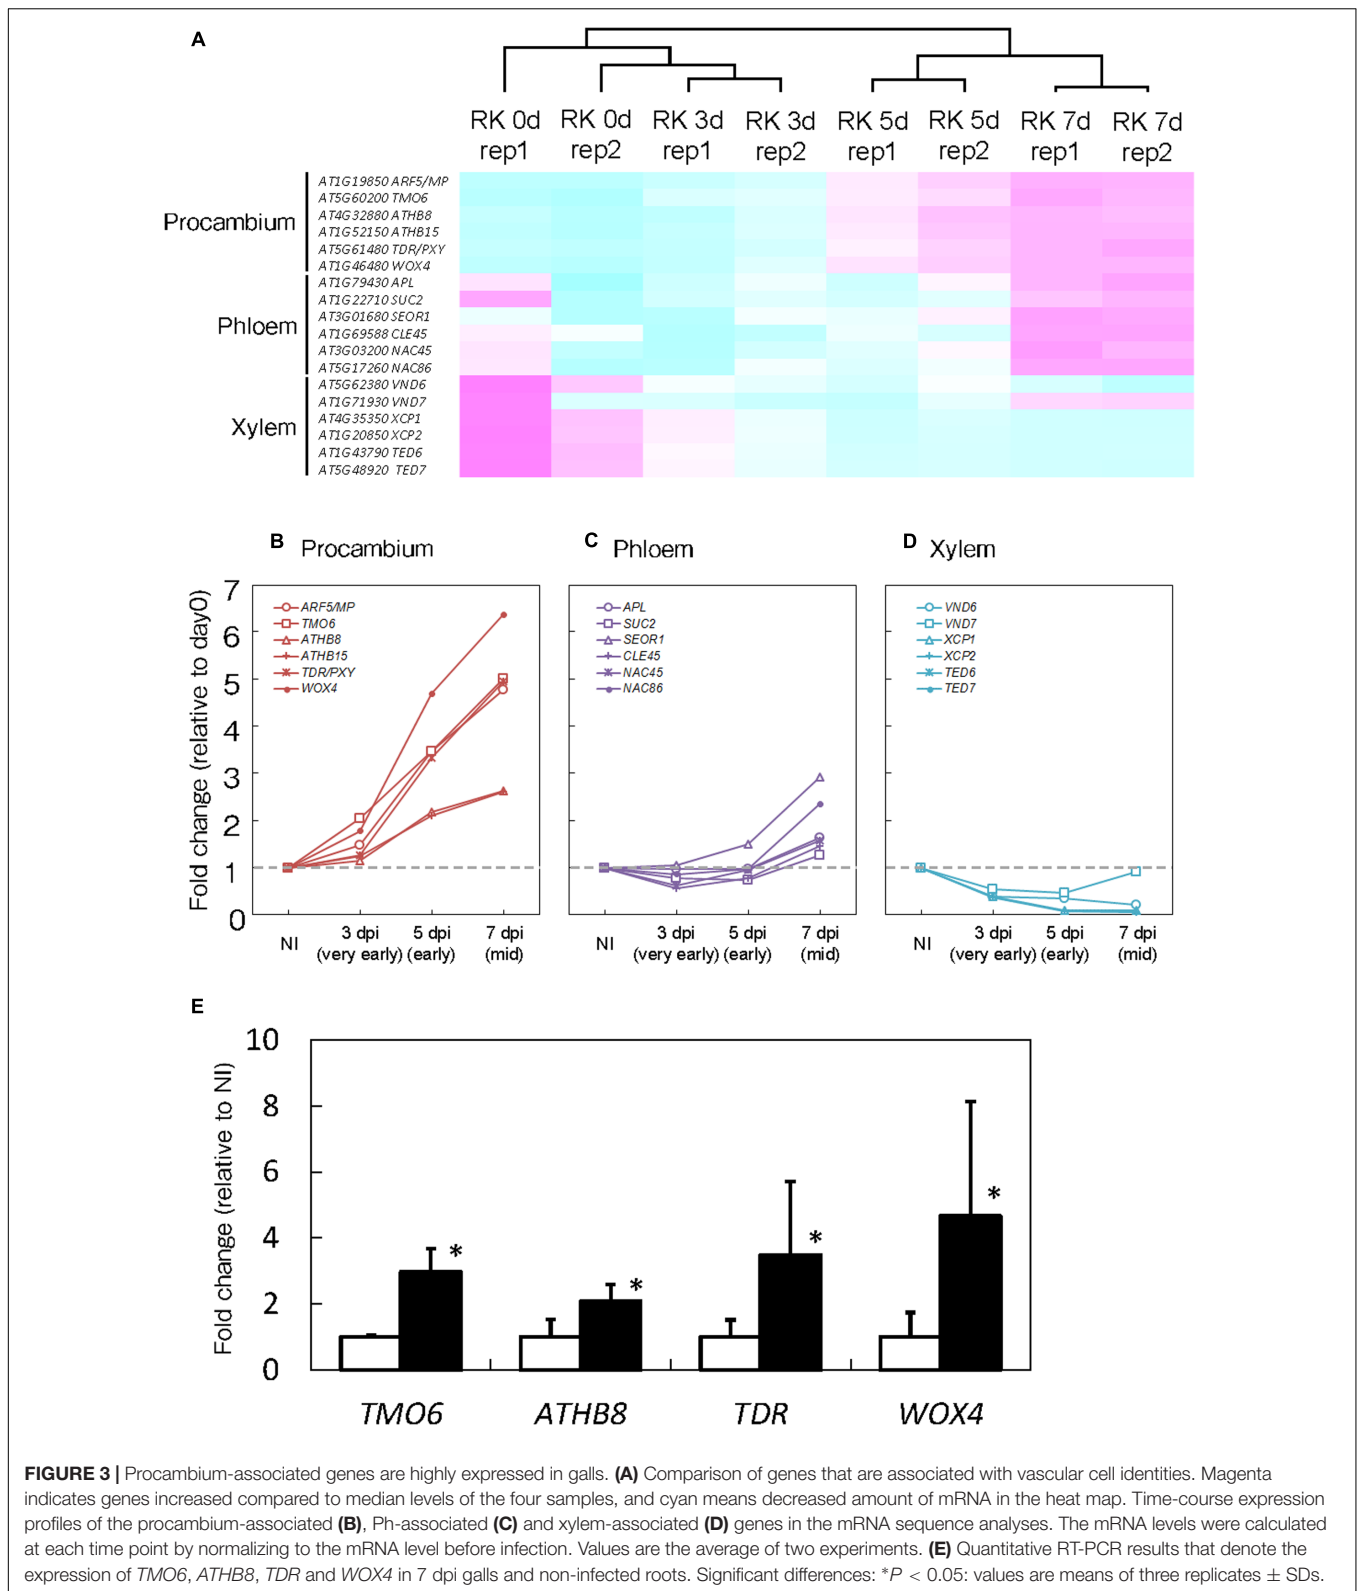 A
RK 0d rep1
RK 0d rep2
RK 3d rep1
RK 3d rep2
RK 5d rep1
RK 5d rep2
RK 7d rep1
RK 7d rep2
Procambium
AT1G19850 ARF5/MP
AT5G60200 TMO6
AT4G32880 ATHB8
AT1G52150 ATHB15
AT5G61480 TDR/PXY
AT1G46480 WOX4
Phloem
AT1G79430 APL
AT1G22710 SUC2
AT3G01680 SEOR1
AT1G69588 CLE45
AT3G03200 NAC45
AT5G17260 NAC86
Xylem
AT5G62380 VND6
AT1G71930 VND7
AT4G35350 XCP1
AT1G20850 XCP2
AT1G43790 TED6
AT5G48920 TED7
B Procambium
Fold change (relative to day0)
7
6
5
4
3
2
1
0
ARF5/MP
TMO6
ATHB8
ATHB15
TDR/PXY
WOX4
NI
3 dpi (very early)
5 dpi (early)
7 dpi (mid)
C Phloem
APL
SUC2
SEOR1
CLE45
NAC45
NAC86
NI
3 dpi (very early)
5 dpi (early)
7 dpi (mid)
D Xylem
VND6
VND7
XCP1
XCP2
TED6
TED7
NI
3 dpi (very early)
5 dpi (early)
7 dpi (mid)
E
Fold change (relative to NI)
10
8
6
4
2
0
*
*
*
*
TMO6
ATHB8
TDR
WOX4
FIGURE 3 | Procambium-associated genes are highly expressed in galls. (A) Comparison of genes that are associated with vascular cell identities. Magenta
indicates genes increased compared to median levels of the four samples, and cyan means decreased amount of mRNA in the heat map. Time-course expression
profiles of the procambium-associated (B), Ph-associated (C) and xylem-associated (D) genes in the mRNA sequence analyses. The mRNA levels were calculated
at each time point by normalizing to the mRNA level before infection. Values are the average of two experiments. (E) Quantitative RT-PCR results that denote the
expression of TMO6, ATHB8, TDR and WOX4 in 7 dpi galls and non-infected roots. Significant differences: *P < 0.05: values are means of three replicates ± SDs.